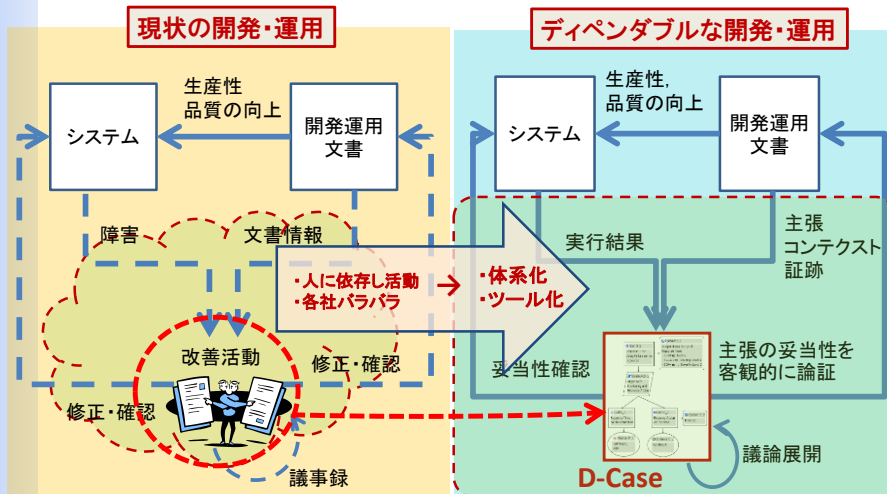 現状の開発・運用
ディペンダブルな開発・運用
生産性
品質の向上
システム
開発運用
文書
障害
文書情報
・人に依存し活動
・各社バラバラ
→
・体系化
・ツール化
改善活動
修正・確認
修正・確認
議事録
生産性,
品質の向上
システム
開発運用
文書
実行結果
主張
コンテクスト
証跡
妥当性確認
主張の妥当性を
客観的に論証
議論展開
D-Case